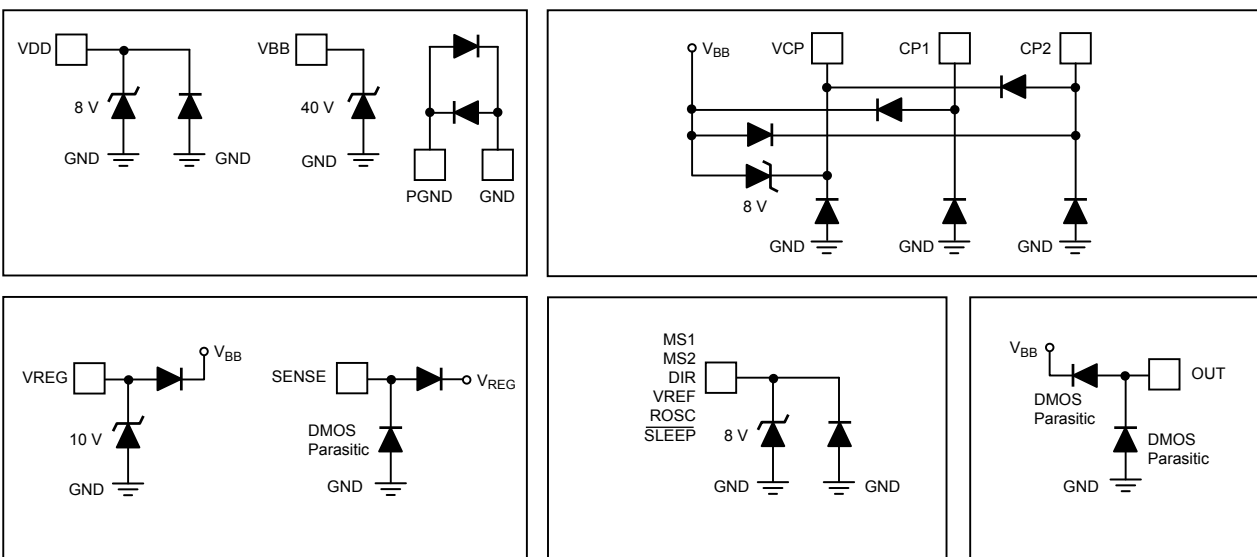 VDD
8 V
GND
GND
VBB
40 V
GND
PGND
GND
VBB
VCP
CP1
CP2
8 V
GND
GND
GND
VREG
VBB
10 V
GND
SENSE
VREG
DMOS
Parasitic
GND
MS1
MS2
DIR
VREF
ROSC
SLEEP
8 V
GND
GND
VBB
OUT
DMOS
Parasitic
DMOS
Parasitic
GND